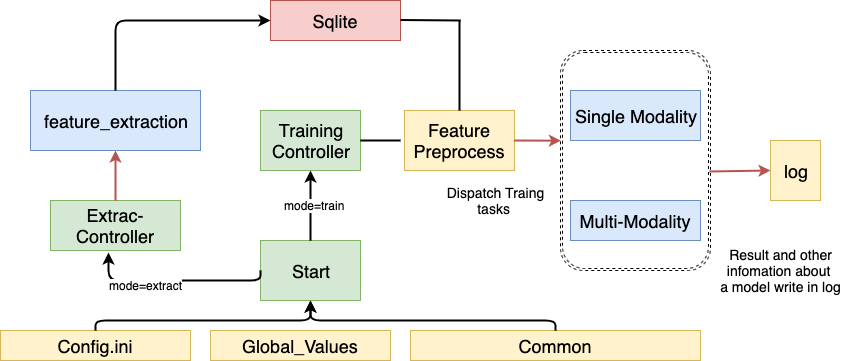 Sqlite
feature_extraction
Training
Controller
Feature
Preprocess
Single Modality
log
Dispatch Traing
tasks
mode=train
Extrac-
Controller
Multi-Modality
Start
mode=extract
Result and other
infomation about
a model write in log
Config.ini
Global_Values
Common